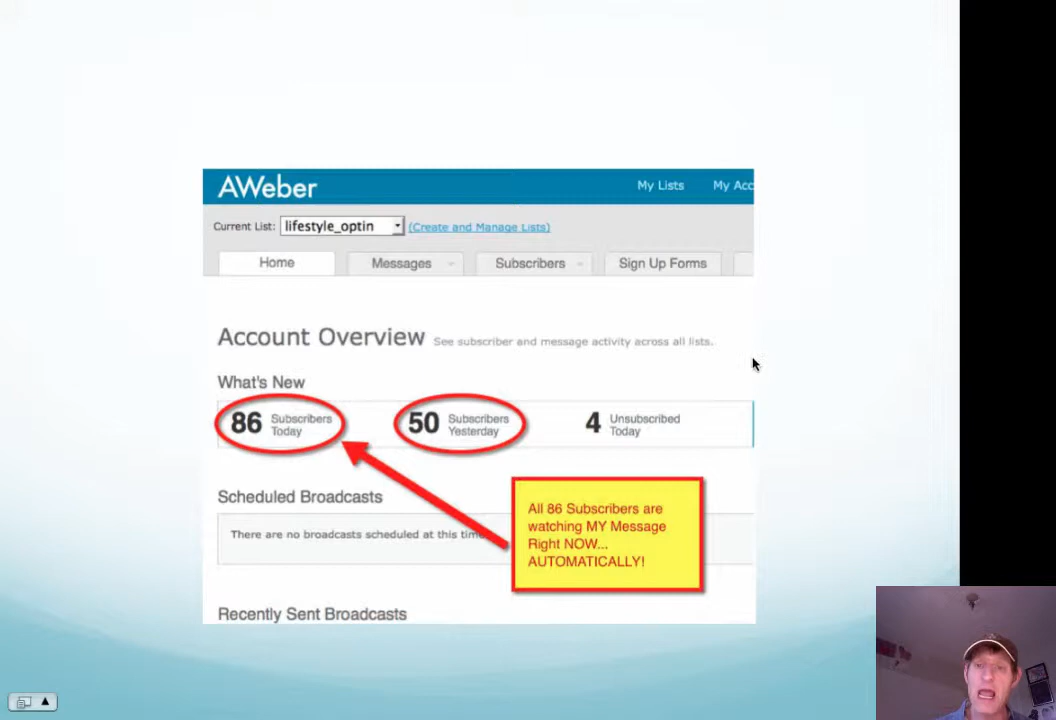 AWeber
My Lists My Acc
Current List: lifestyle_optin (Create and Manage Lists)
Home Messages Subscribers Sign Up Forms
Account Overview See subscriber and message activity across all lists.
What's New
86 Subscribers Today
50 Subscribers Yesterday
4 Unsubscribed Today
Scheduled Broadcasts
There are no broadcasts scheduled at this time
All 86 Subscribers are
watching MY Message
Right NOW...
AUTOMATICALLY!
Recently Sent Broadcasts